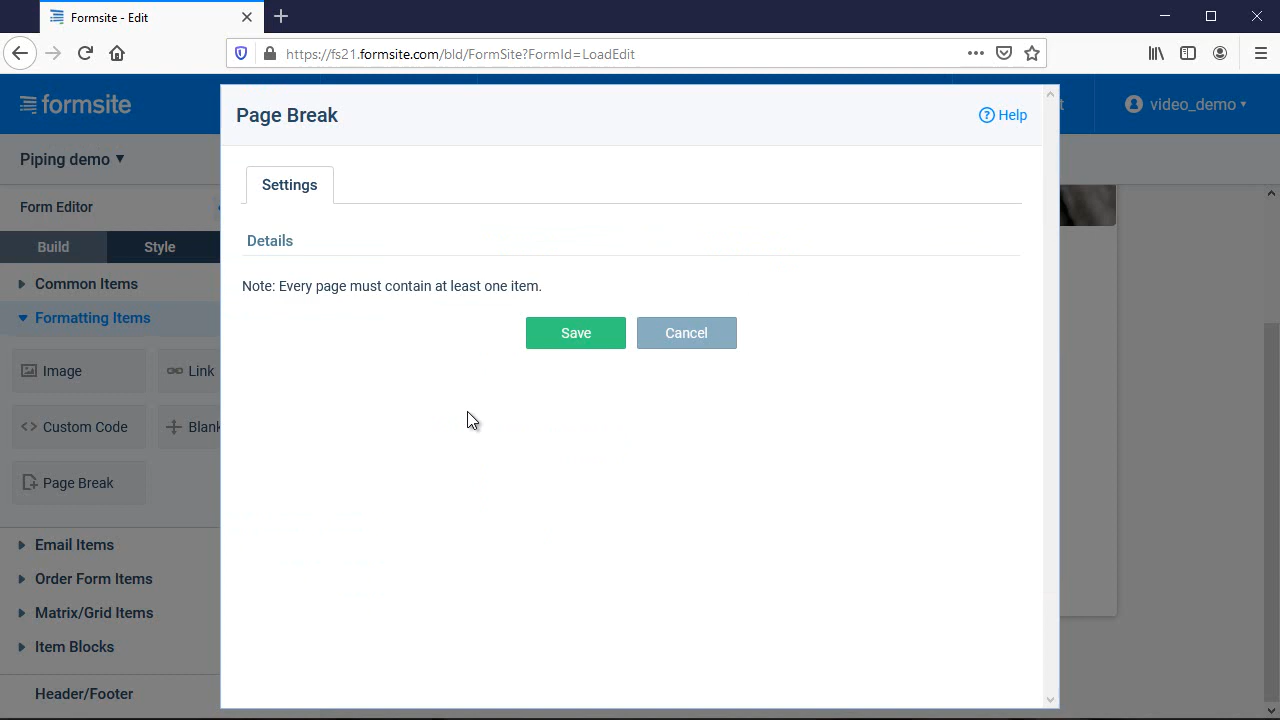 Formsite - Edit
https://fs21.formsite.com/bld/FormSite?FormId=LoadEdit
formsite
video_demo
Piping demo
Form Editor
Build
Style
Common Items
Formatting Items
Image
Link
Custom Code
Blank
Page Break
Email Items
Order Form Items
Matrix/Grid Items
Item Blocks
Header/Footer
Page Break
Help
Settings
Details
Note: Every page must contain at least one item.
Save
Cancel